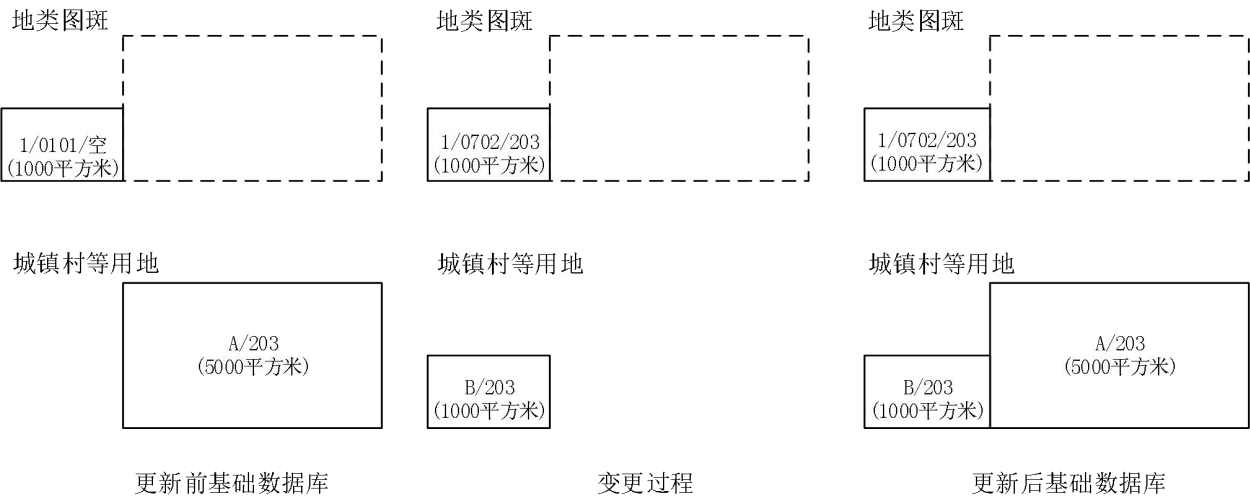 地类图斑
地类图斑
地类图斑
1/0101/空
(1000平方米)
1/0702/203
(1000平方米)
1/0702/203
(1000平方米)
城镇村等用地
城镇村等用地
城镇村等用地
A/203
(5000平方米)
B/203
(1000平方米)
A/203
(5000平方米)
B/203
(1000平方米)
更新前基础数据库
变更过程
更新后基础数据库